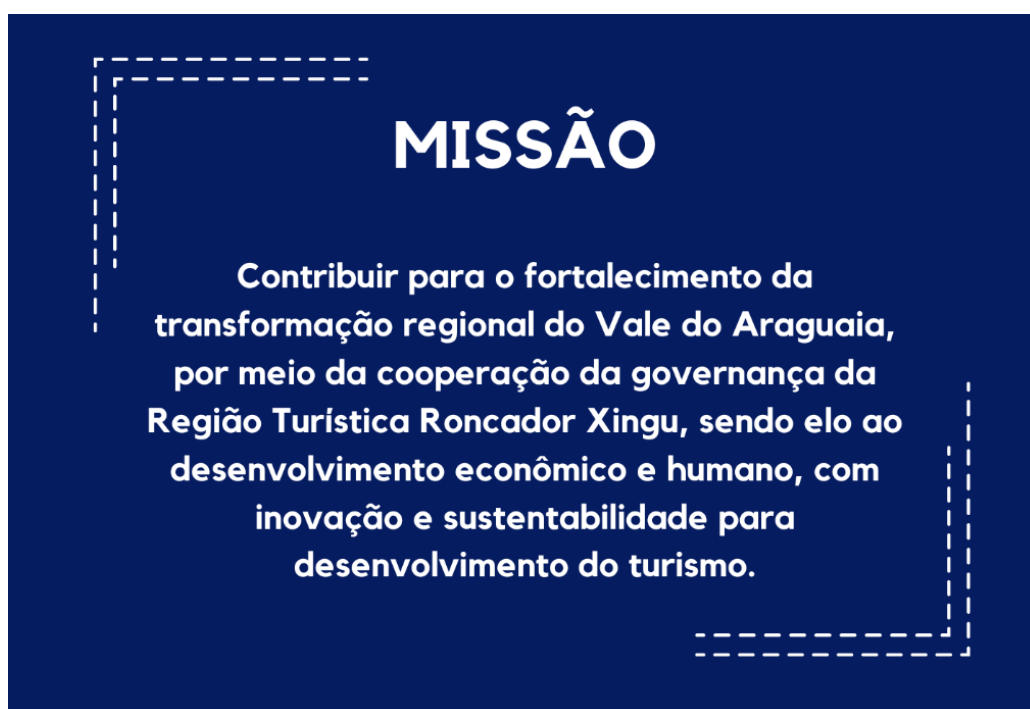 MISSÃO
Contribuir para o fortalecimento da
transformação regional do Vale do Araguaia,
por meio da cooperação da governança da
Região Turística Roncador Xingu, sendo elo ao
desenvolvimento econômico e humano, com
inovação e sustentabilidade para
desenvolvimento do turismo.